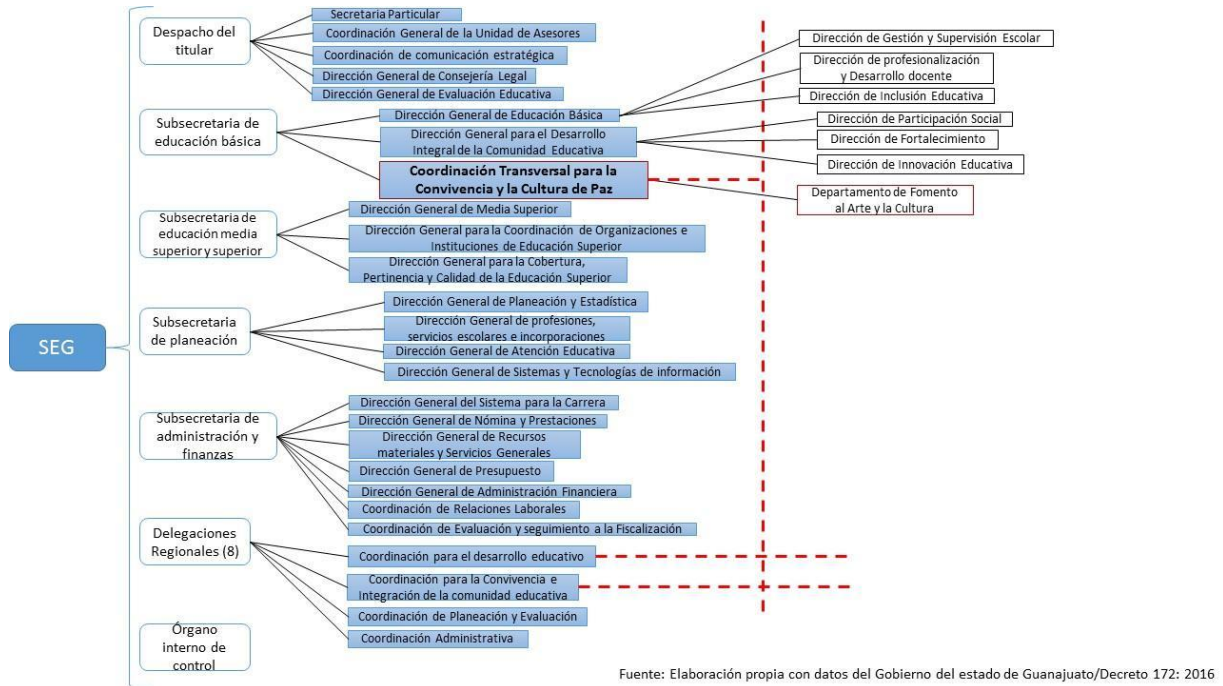 SEG
Despacho del
titular
Secretaria Particular
Coordinación General de la Unidad de Asesores
Coordinación de comunicación estratégica
Dirección General de Consejería Legal
Dirección General de Evaluación Educativa
Subsecretaria de
educación básica
Dirección General de Educación Básica
Dirección General para el Desarrollo
Integral de la Comunidad Educativa
Coordinación Transversal para la
Convivencia y la Cultura de Paz
Dirección de Gestión y Supervisión Escolar
Dirección de profesionalización
y Desarrollo docente
Dirección de Inclusión Educativa
Dirección de Participación Social
Dirección de Fortalecimiento
Dirección de Innovación Educativa
Departamento de Fomento
al Arte y la Cultura
Subsecretaria de
educación media
superior y superior
Dirección General de Media Superior
Dirección General para la Coordinación de Organizaciones e
Instituciones de Educación Superior
Dirección General para la Cobertura,
Pertinencia y Calidad de la Educación Superior
Subsecretaria
de planeación
Dirección General de Planeación y Estadística
Dirección General de profesiones,
servicios escolares e incorporaciones
Dirección General de Atención Educativa
Dirección General de Sistemas y Tecnologías de información
Subsecretaria de
administración y
finanzas
Dirección General del Sistema para la Carrera
Dirección General de Nómina y Prestaciones
Dirección General de Recursos
materiales y Servicios Generales
Dirección General de Presupuesto
Dirección General de Administración Financiera
Coordinación de Relaciones Laborales
Coordinación de Evaluación y seguimiento a la Fiscalización
Delegaciones
Regionales (8)
Coordinación para el desarrollo educativo
Coordinación para la Convivencia e
Integración de la comunidad educativa
Coordinación de Planeación y Evaluación
Coordinación Administrativa
Órgano
interno de
control
Fuente: Elaboración propia con datos del Gobierno del estado de Guanajuato/Decreto 172: 2016